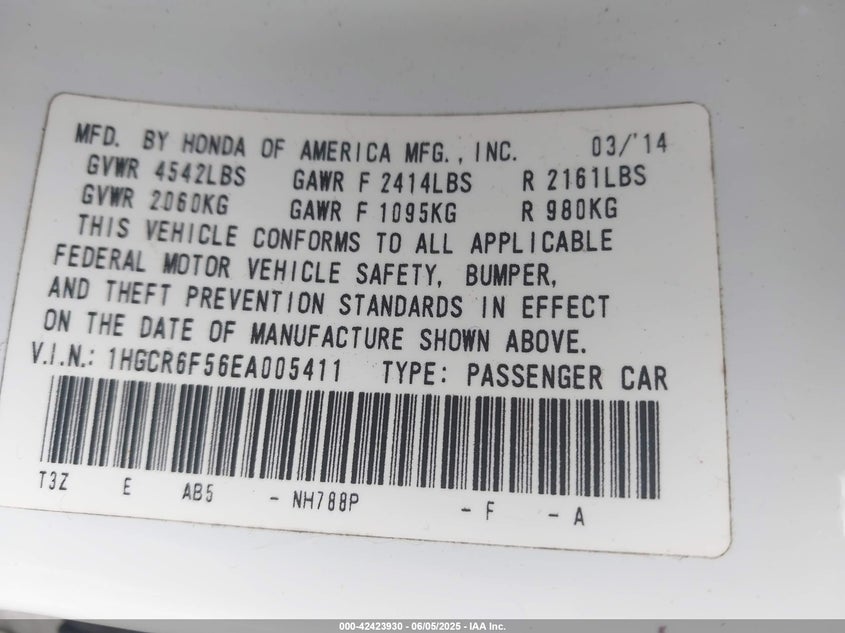 MFD. BY HONDA OF AMERICA MFG., INC. 03/'14
GVWR 4542LBS GAWR F 2414LBS R 2161LBS
GVWR 2060KG GAWR F 1095KG R 980KG
THIS VEHICLE CONFORMS TO ALL APPLICABLE
FEDERAL MOTOR VEHICLE SAFETY, BUMPER,
AND THEFT PREVENTION STANDARDS IN EFFECT
ON THE DATE OF MANUFACTURE SHOWN ABOVE.
V.I.N.: 1HGCR6F56EA005411 TYPE: PASSENGER CAR
T3Z E AB5 - NH788P - F - A
000-42423930 - 06/05/2025 - IAA Inc.